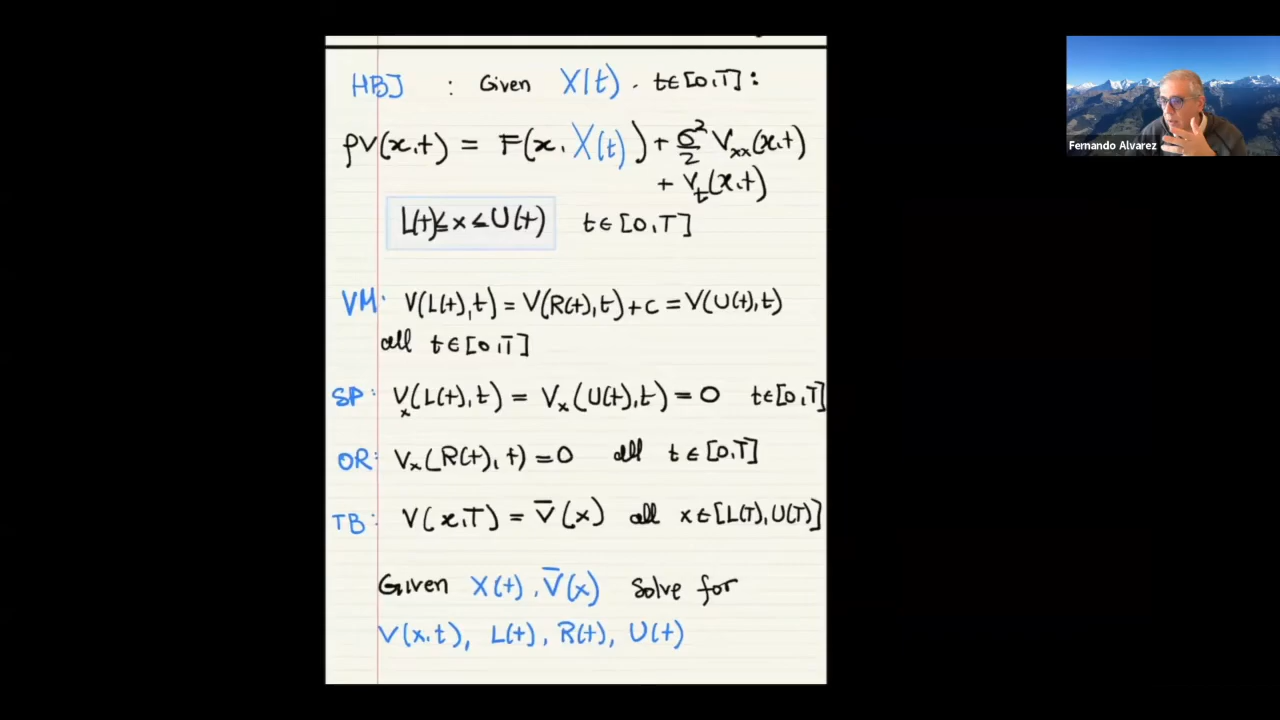 HBJ : Given X(t). t∈[0,T]:
ρV(x,t) = F(x, X(t)) + σ²/2 Vxx(x,t)
+ Vt(x,t)
L(t) ≤ x ≤ U(t) t∈[0,T]
VM: V(L(t),t) = V(R(t),t) + c = V(U(t),t)
all t∈[0,T]
SP: Vx(L(t),t) = Vx(U(t),t) = 0 t∈[0,T]
OR: Vx(R(t),t) = 0 all t∈[0,T]
TB: V(x,T) = V̄(x) all x∈[L(T),U(T)]
Given X(t), V̄(x) solve for
V(x,t), L(t), R(t), U(t)
Fernando Alvarez